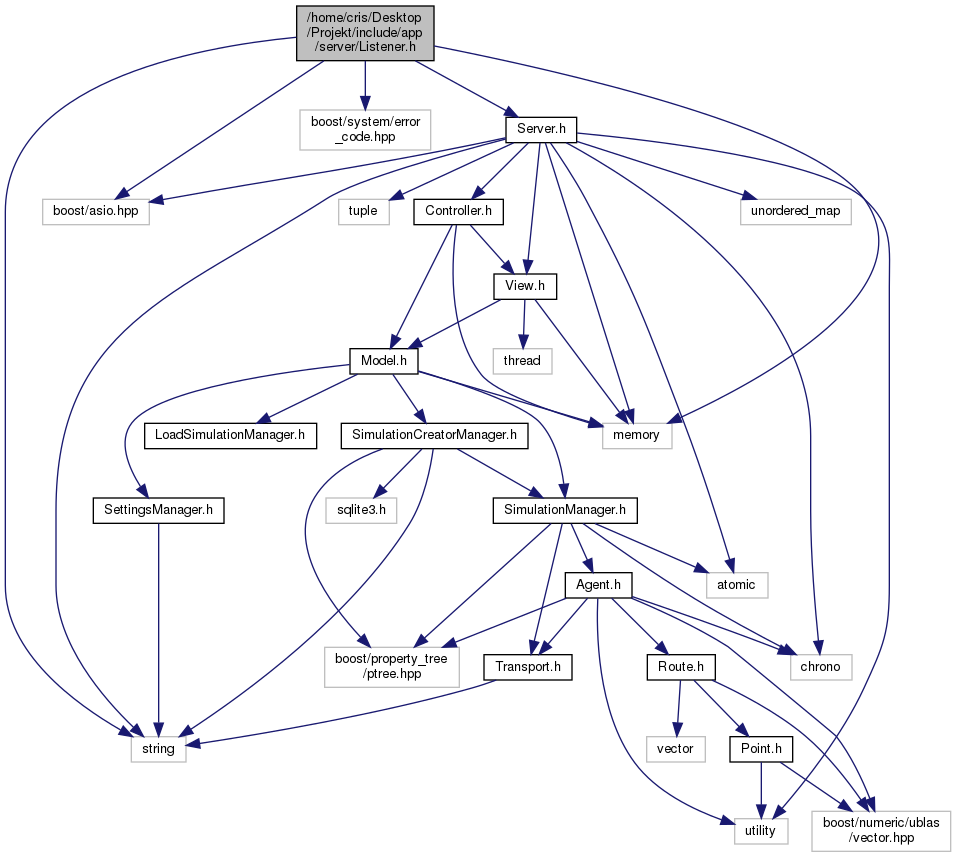 /home/cris/Desktop
/Projekt/include/app
/server/Listener.h
boost/system/error
_code.hpp
Server.h
boost/asio.hpp
tuple
Controller.h
unordered_map
View.h
thread
Model.h
LoadSimulationManager.h
SimulationCreatorManager.h
memory
SettingsManager.h
sqlite3.h
SimulationManager.h
Agent.h
atomic
boost/property_tree
/ptree.hpp
Transport.h
Route.h
chrono
string
vector
Point.h
utility
boost/numeric/ublas
/vector.hpp